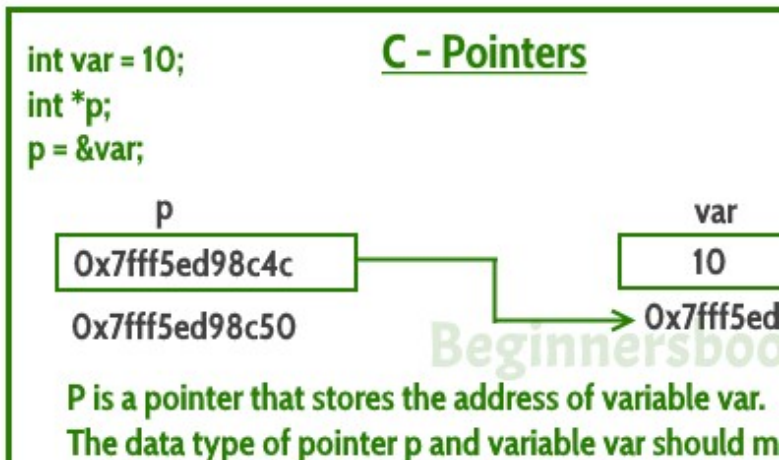 C - Pointers
int var = 10;
int *p;
p = &var;
p
var
0x7fff5ed98c4c
10
0x7fff5ed98c50
0x7fff5ed
Beginnersboo
P is a pointer that stores the address of variable var.
The data type of pointer p and variable var should m